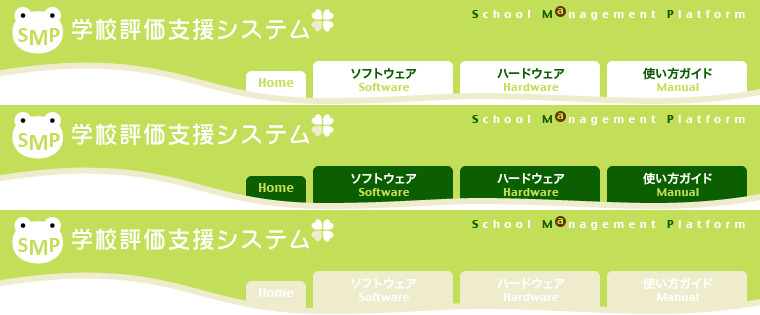 SMP 学校評価支援システム
School Management Platform
Home
ソフトウェア
Software
ハードウェア
Hardware
使い方ガイド
Manual
SMP 学校評価支援システム
School Management Platform
Home
ソフトウェア
Software
ハードウェア
Hardware
使い方ガイド
Manual
SMP 学校評価支援システム
School Management Platform
Home
ソフトウェア
Software
ハードウェア
Hardware
使い方ガイド
Manual